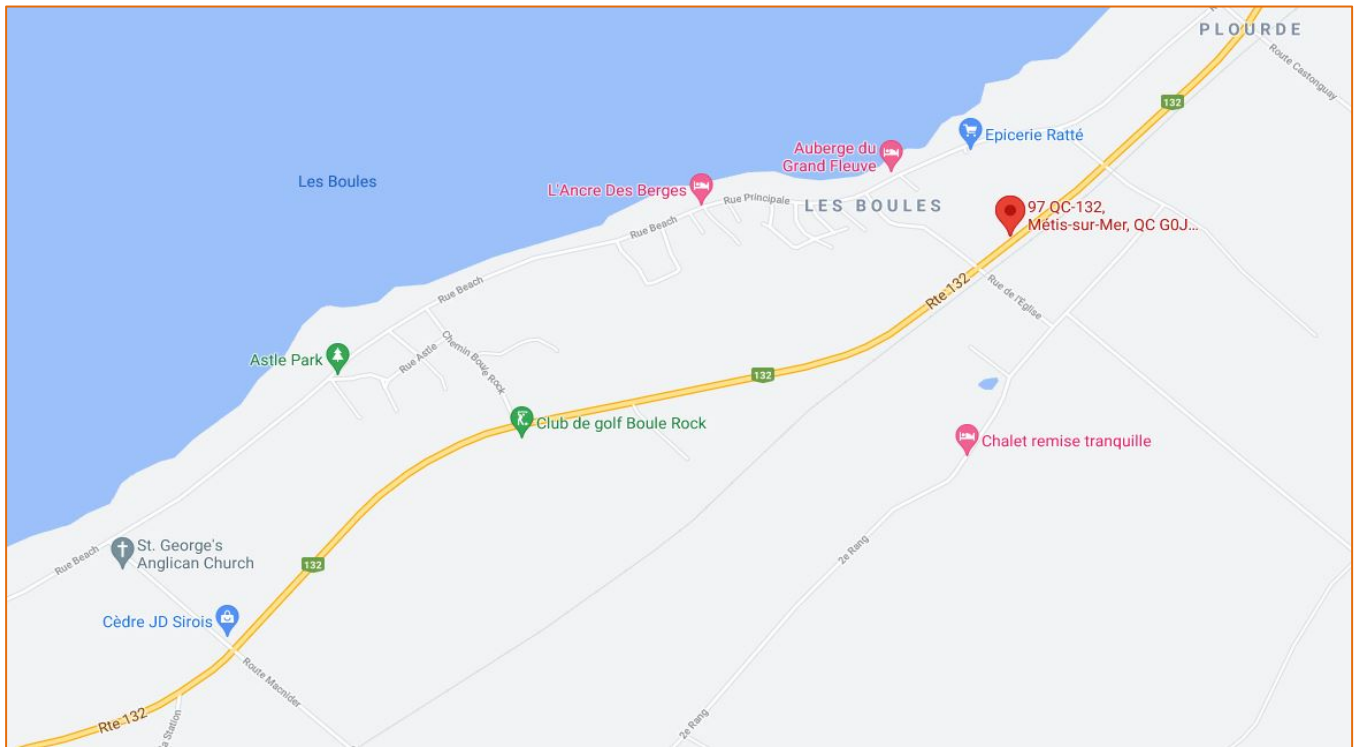 PLOURDE
Route Castonguay
132
Epicerie Ratté
Auberge du
Grand Fleuve
Les Boules
L'Ancre Des Berges
Rue Principale
LES BOULES
97 QC-132,
Métis-sur-Mer, QC G0J...
Rue Beach
Rte 132
Rue de l'Église
Rue Beach
Chemin Boule Rock
Rue Astle
Astle Park
132
Club de golf Boule Rock
Chalet remise tranquille
St. George's
Anglican Church
Rue Beach
132
2e Rang
Cèdre JD Sirois
Route Macnider
Rte 132
Station
2e Rang